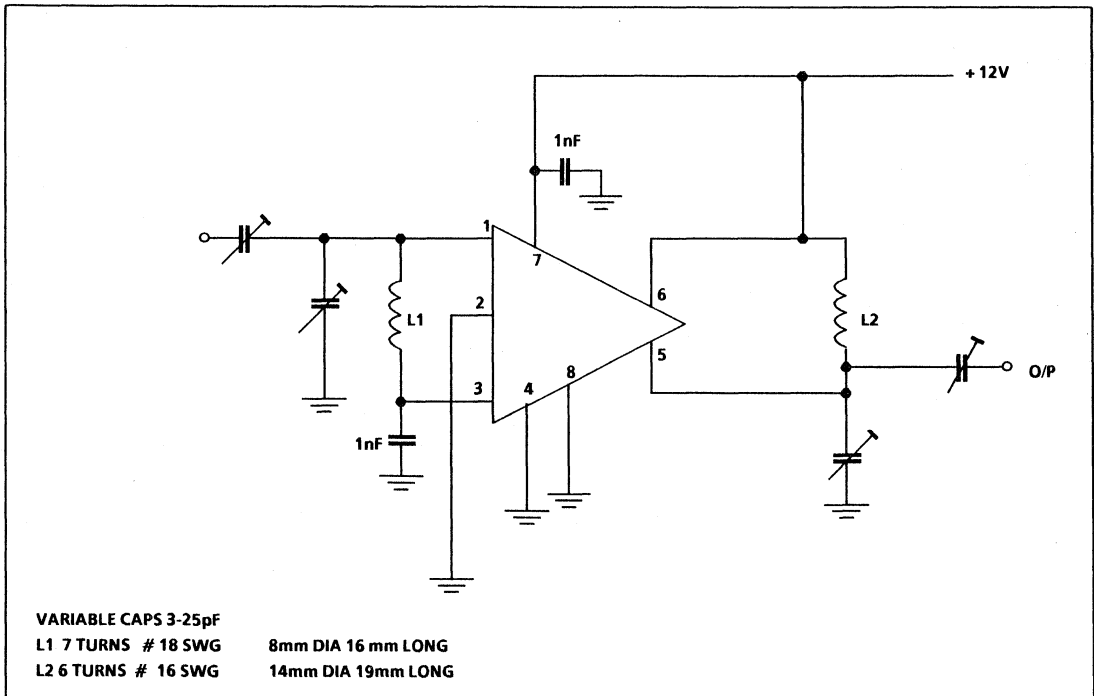 + 12V
1nF
1
7
2
6
L1
L2
5
O/P
3
4
8
1nF
VARIABLE CAPS 3-25pF
L1 7 TURNS # 18 SWG 8mm DIA 16 mm LONG
L2 6 TURNS # 16 SWG 14mm DIA 19mm LONG